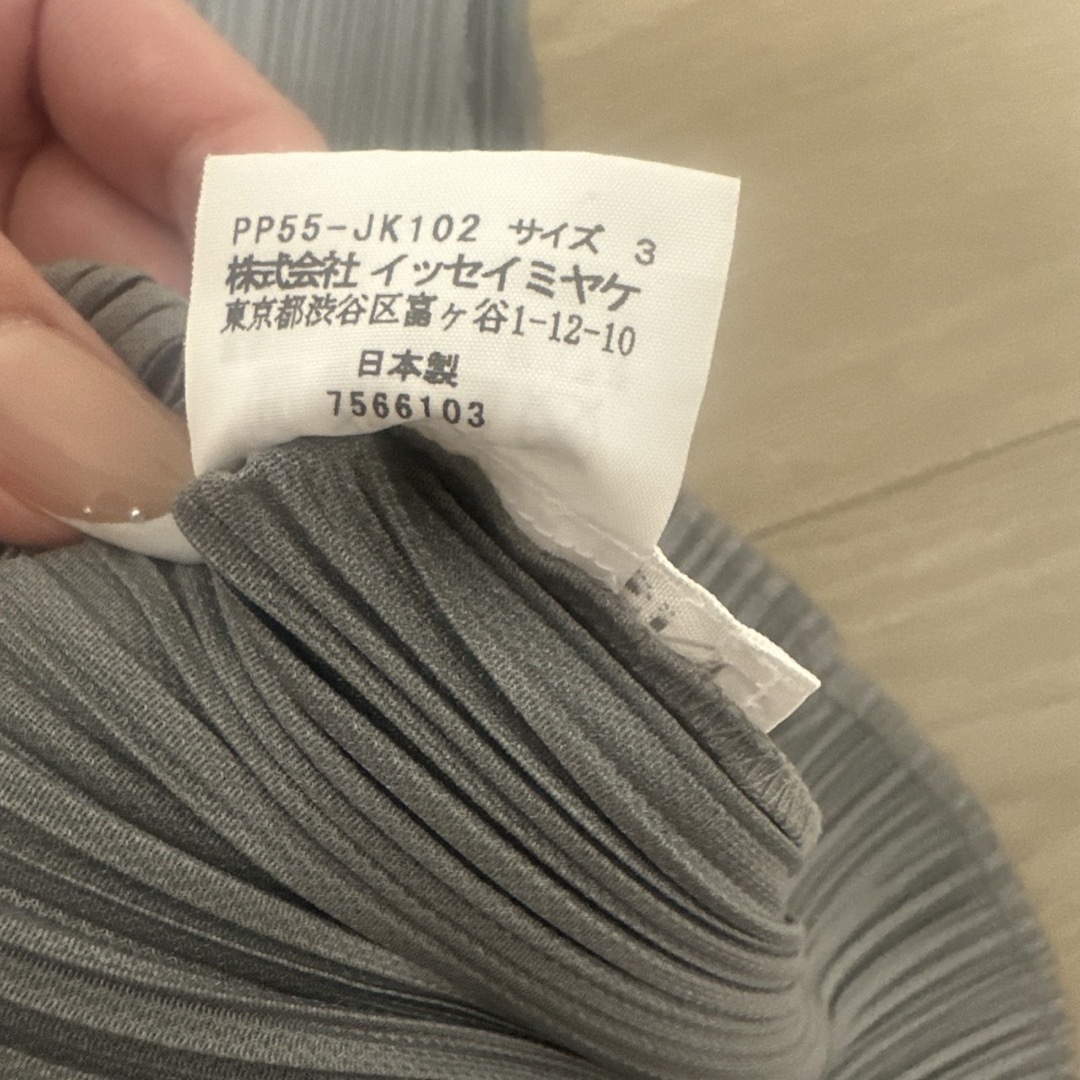 PP55-JK102 サイズ 3
株式会社 イッセイミヤケ
東京都渋谷区富ヶ谷1-12-10
日本製
7566103